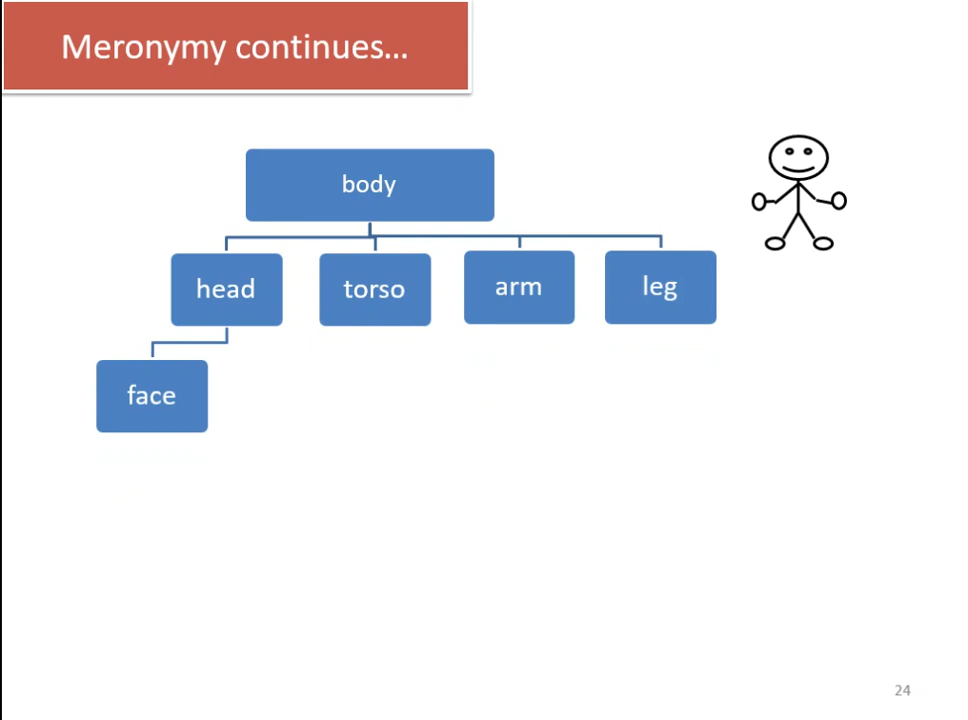 Meronymy continues...
body
head
torso
arm
leg
face
24